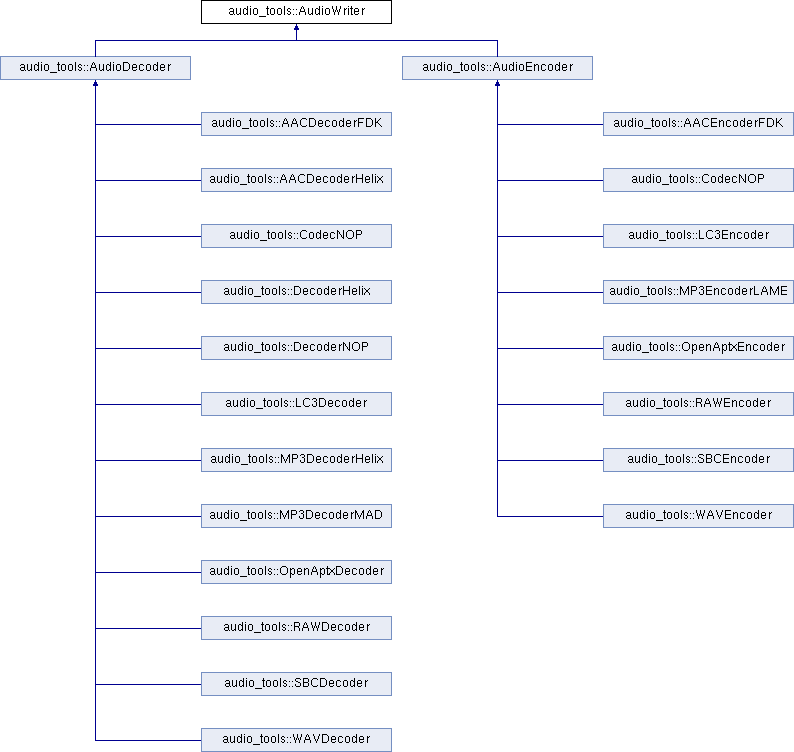 audio_tools::AudioWriter
audio_tools::AudioDecoder
audio_tools::AudioEncoder
audio_tools::AACDecoderFDK
audio_tools::AACEncoderFDK
audio_tools::AACDecoderHelix
audio_tools::CodecNOP
audio_tools::CodecNOP
audio_tools::LC3Encoder
audio_tools::DecoderHelix
audio_tools::MP3EncoderLAME
audio_tools::DecoderNOP
audio_tools::OpenAptxEncoder
audio_tools::LC3Decoder
audio_tools::RAWEncoder
audio_tools::MP3DecoderHelix
audio_tools::SBCEncoder
audio_tools::MP3DecoderMAD
audio_tools::WAVEncoder
audio_tools::OpenAptxDecoder
audio_tools::RAWDecoder
audio_tools::SBCDecoder
audio_tools::WAVDecoder